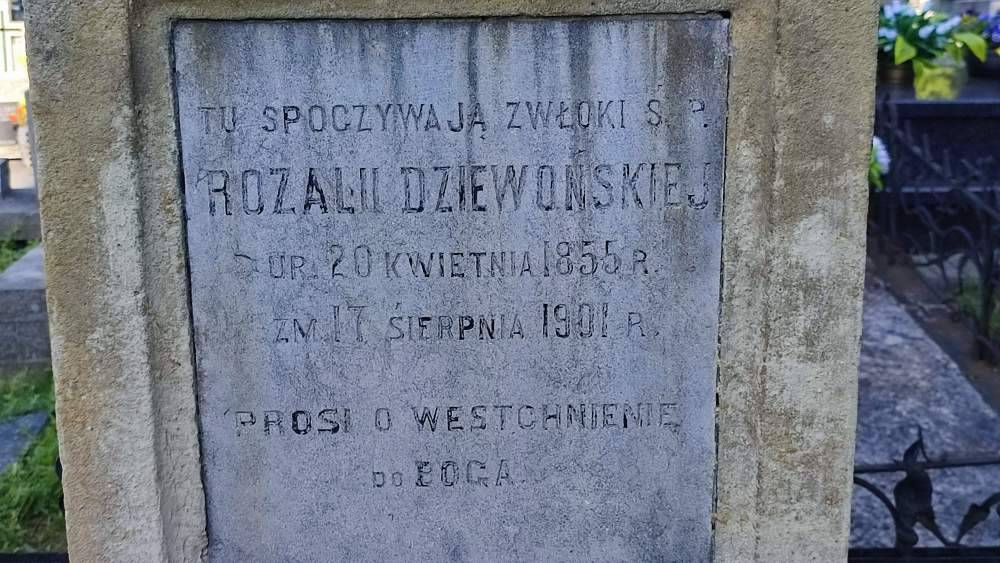 TU SPOCZYWAJĄ ZWŁOKI Ś. P.
ROZALII DZIEWOŃSKIEJ
UR. 20 KWIETNIA 1855 R.
ZM. 17 SIERPNIA 1901 R.
PROSI O WESTCHNIENIE
DO BOGA